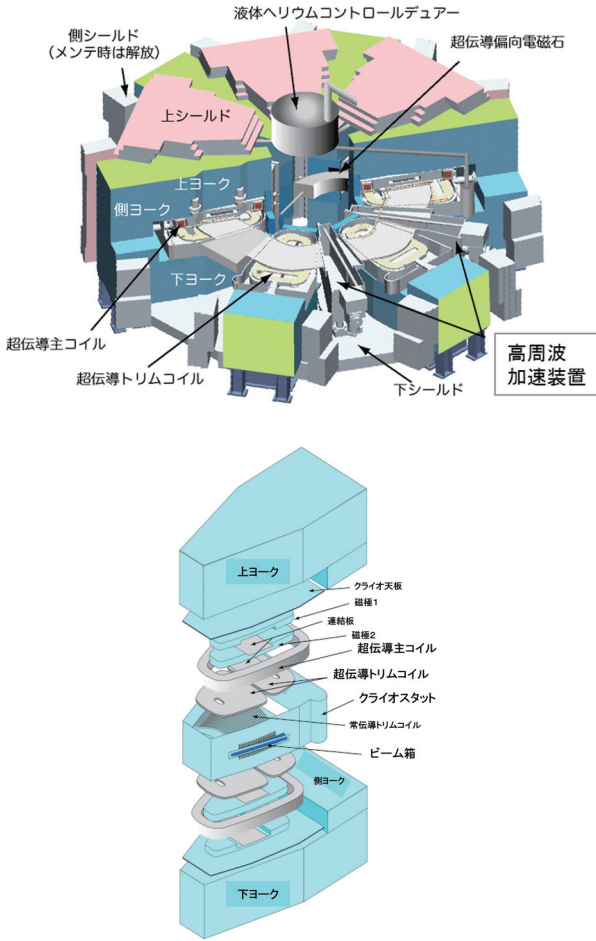 液体ヘリウムコントロールデュアー
側シールド
(メンテ時は解放)
超伝導偏向電磁石
上シールド
上ヨーク
側ヨーク
下ヨーク
超伝導主コイル
超伝導トリムコイル
下シールド
高周波
加速装置
上ヨーク
クライオ天板
磁極1
連結板
磁極2
超伝導主コイル
超伝導トリムコイル
クライオスタット
常伝導トリムコイル
ビーム箱
側ヨーク
下ヨーク